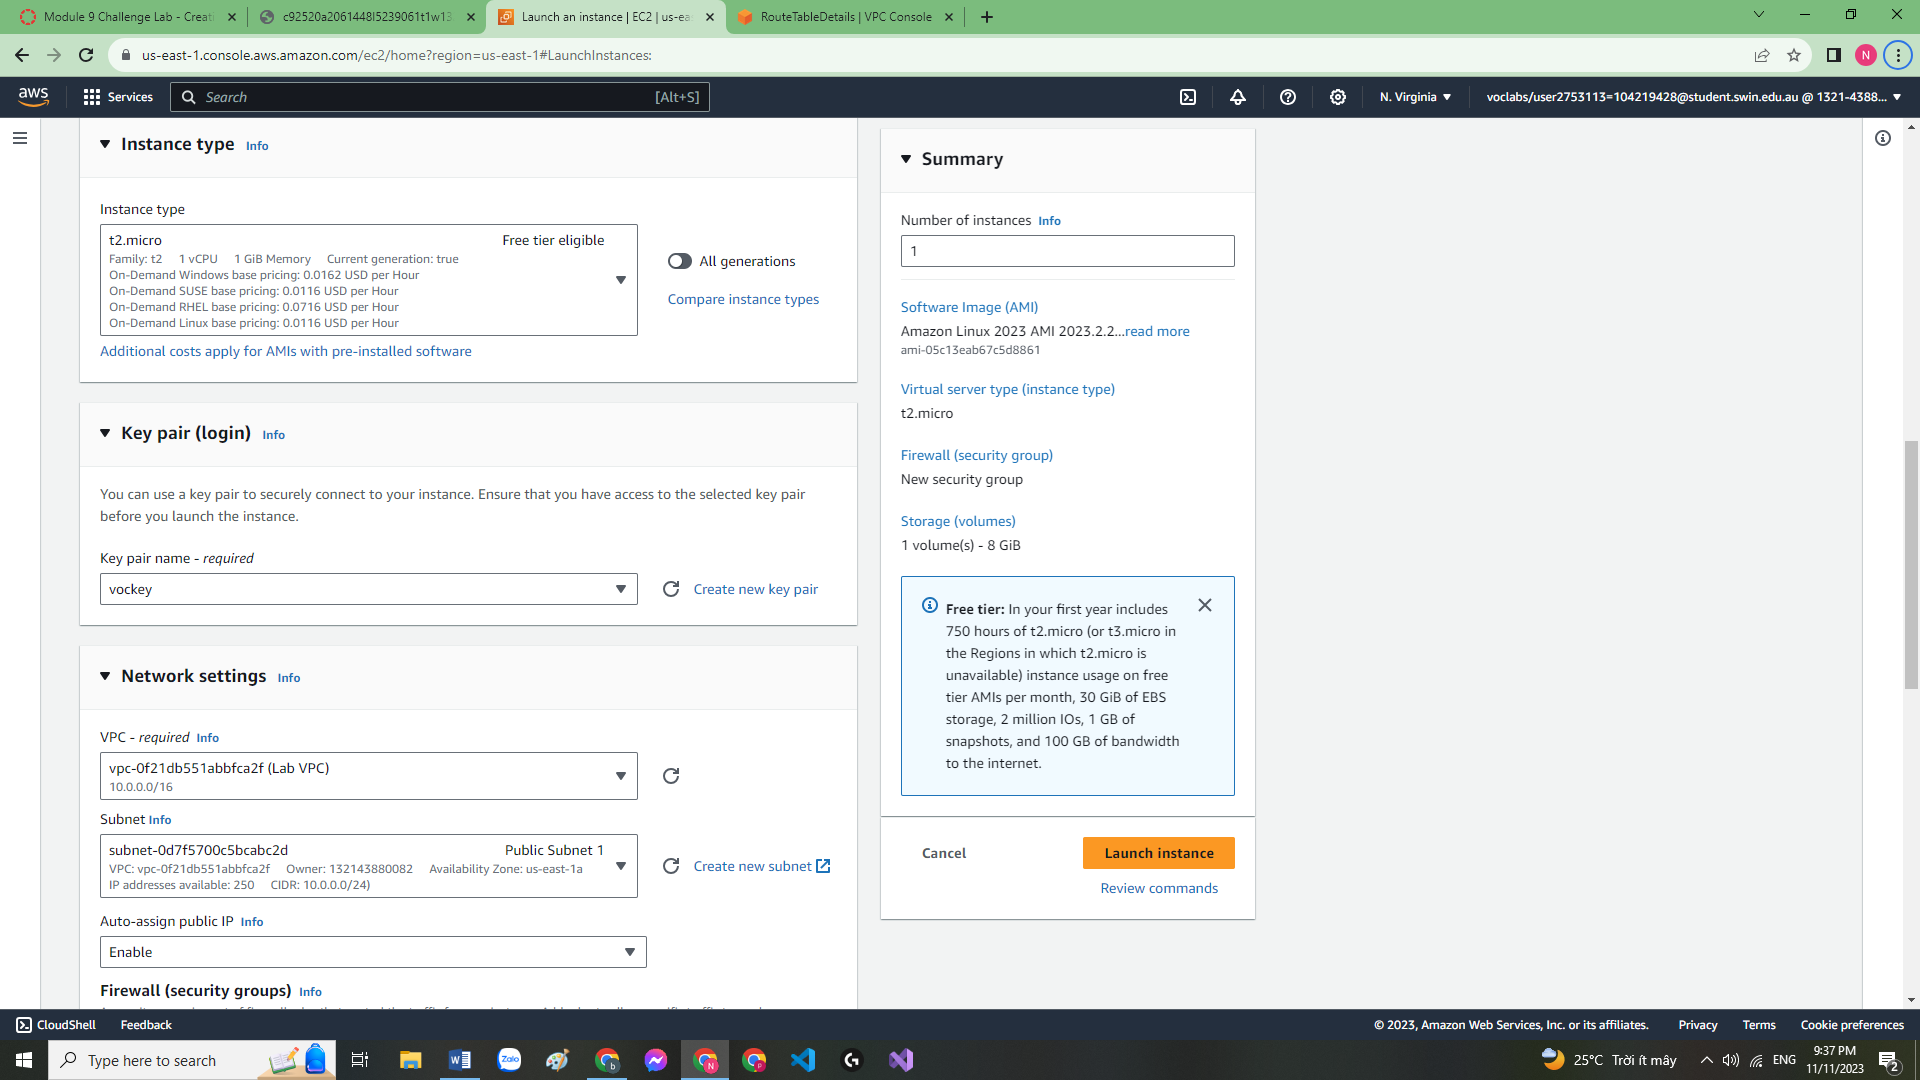 Module 9 Challenge Lab - Creati
c92520a2061448l5239061t1w13
Launch an instance | EC2 | us-eas
RouteTableDetails | VPC Console
us-east-1.console.aws.amazon.com/ec2/home?region=us-east-1#LaunchInstances:
N
aws
Services
Search
[Alt+S]
N. Virginia
voclabs/user2753113=104219428@student.swin.edu.au @ 1321-4388...
Instance type Info
Instance type
t2.micro Free tier eligible
Family: t2 1 vCPU 1 GiB Memory Current generation: true
On-Demand Windows base pricing: 0.0162 USD per Hour
On-Demand SUSE base pricing: 0.0116 USD per Hour
On-Demand RHEL base pricing: 0.0716 USD per Hour
On-Demand Linux base pricing: 0.0116 USD per Hour
All generations
Compare instance types
Additional costs apply for AMIs with pre-installed software
Key pair (login) Info
You can use a key pair to securely connect to your instance. Ensure that you have access to the selected key pair
before you launch the instance.
Key pair name - required
vockey
Create new key pair
Network settings Info
VPC - required Info
vpc-0f21db551abbfca2f (Lab VPC)
10.0.0.0/16
Subnet Info
subnet-0d7f5700c5bcabc2d Public Subnet 1
VPC: vpc-0f21db551abbfca2f Owner: 132143880082 Availability Zone: us-east-1a
IP addresses available: 250 CIDR: 10.0.0.0/24)
Create new subnet
Auto-assign public IP Info
Enable
Firewall (security groups) Info
Summary
Number of instances Info
1
Software Image (AMI)
Amazon Linux 2023 AMI 2023.2.2...read more
ami-05c13eab67c5d8861
Virtual server type (instance type)
t2.micro
Firewall (security group)
New security group
Storage (volumes)
1 volume(s) - 8 GiB
Free tier: In your first year includes
750 hours of t2.micro (or t3.micro in
the Regions in which t2.micro is
unavailable) instance usage on free
tier AMIs per month, 30 GiB of EBS
storage, 2 million IOs, 1 GB of
snapshots, and 100 GB of bandwidth
to the internet.
Cancel
Launch instance
Review commands
CloudShell
Feedback
© 2023, Amazon Web Services, Inc. or its affiliates.
Privacy
Terms
Cookie preferences
Type here to search
Zalo
25°C Trời ít mây
ENG
9:37 PM
11/11/2023
2